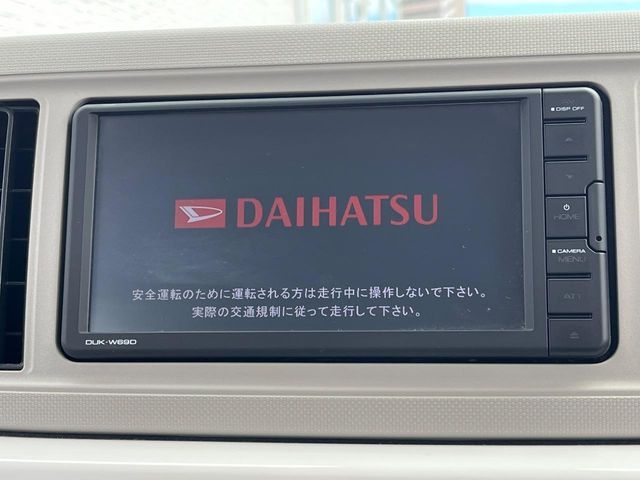 DISP OFF
DAIHATSU
HOME
CAMERA
MENU
安全運転のために運転される方は走行中に操作しないで下さい。
実際の交通規制に従って走行して下さい。
DUK-W69D